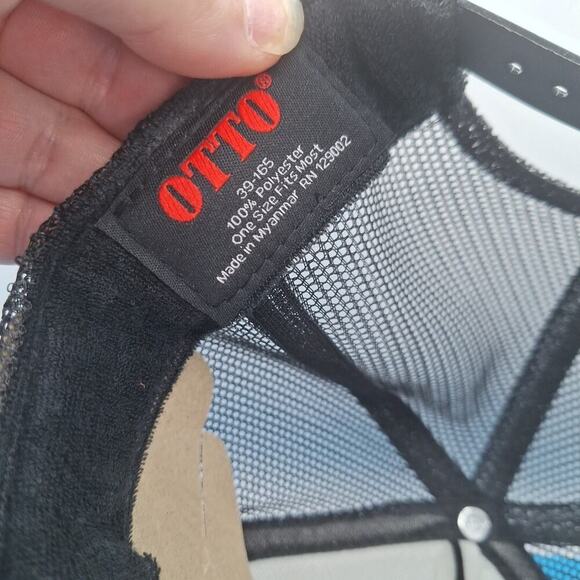 OTTO®
39-165
100% Polyester
One Size Fits Most
Made in Myanmar RN 129002